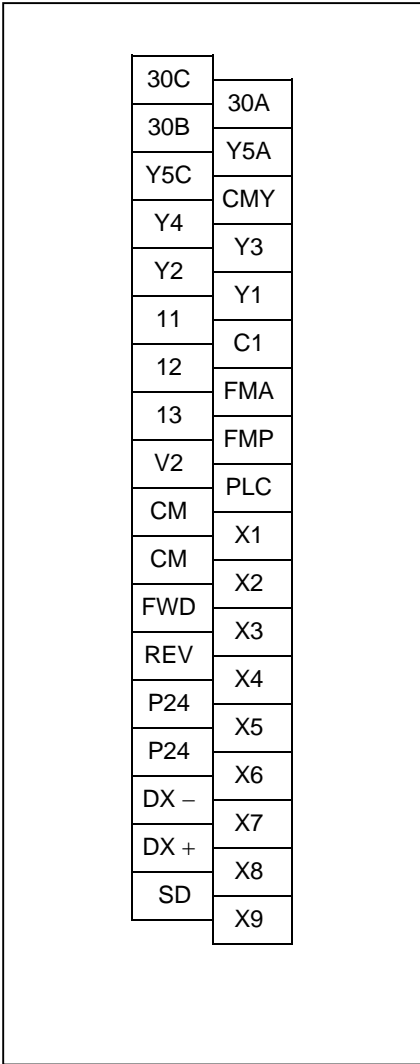 30C
30A
30B
Y5A
Y5C
CMY
Y4
Y3
Y2
Y1
11
C1
12
FMA
13
FMP
V2
PLC
CM
X1
CM
X2
FWD
X3
REV
X4
P24
X5
P24
X6
DX −
X7
DX +
X8
SD
X9